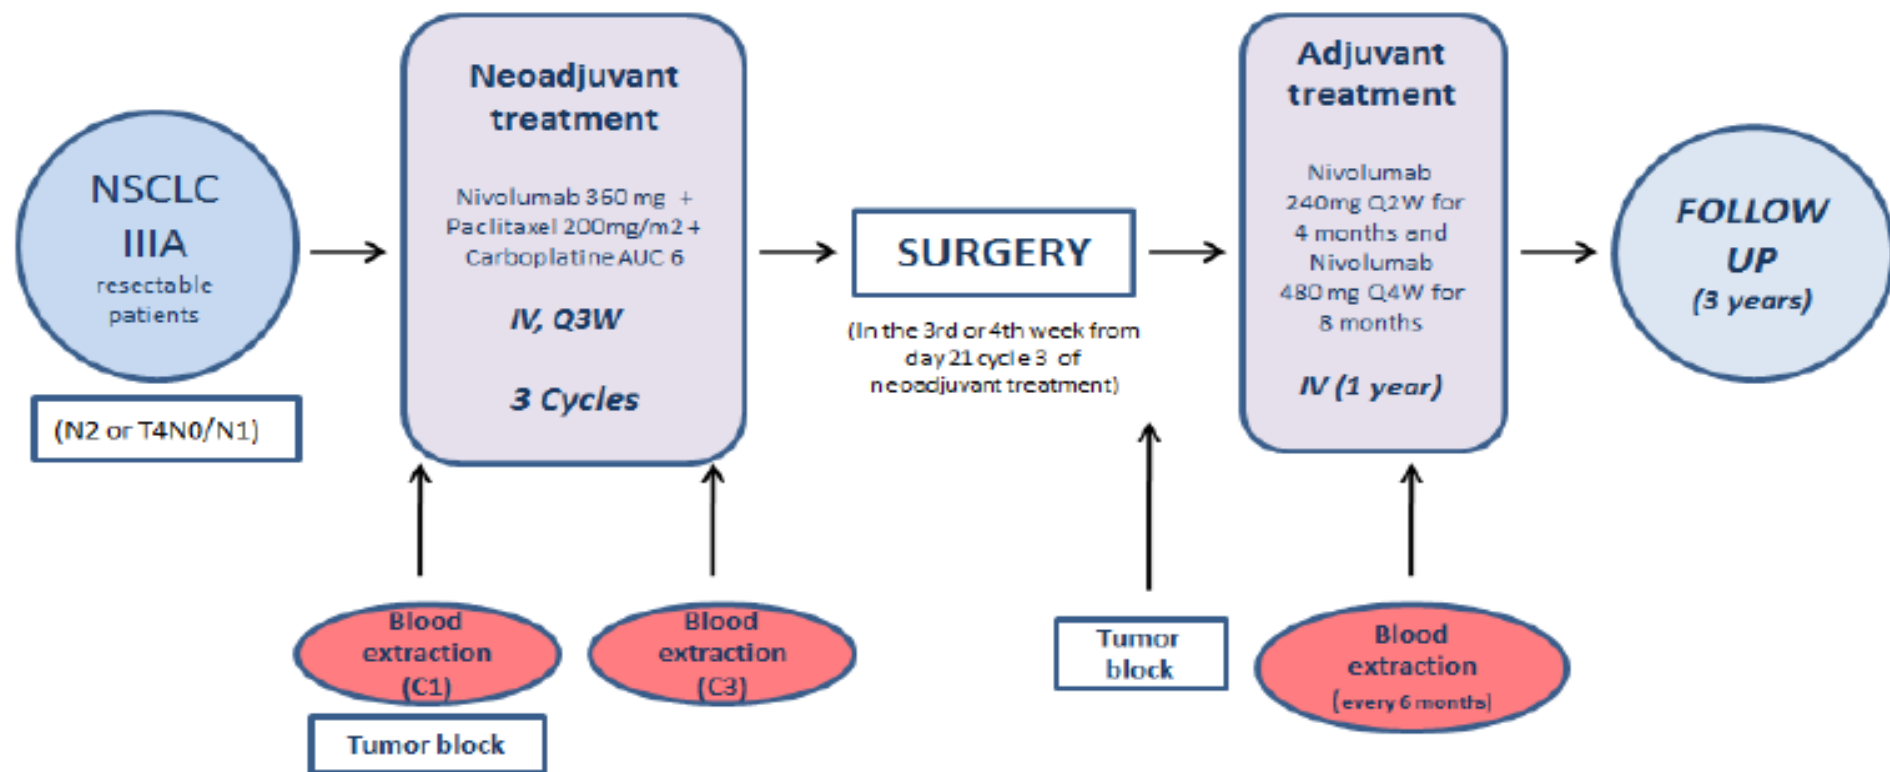 NSCLC
IIIA
resectable
patients
(N2 or T4N0/N1)
Neoadjuvant
treatment
Nivolumab 360 mg +
Paclitaxel 200mg/m2 +
Carboplatine AUC 6
IV, Q3W
3 Cycles
Blood
extraction
(C1)
Tumor block
Blood
extraction
(C3)
SURGERY
(In the 3rd or 4th week from
day 21 cycle 3 of
neoadjuvant treatment)
Tumor
block
Adjuvant
treatment
Nivolumab
240mg Q2W for
4 months and
Nivolumab
480 mg Q4W for
8 months
IV (1 year)
Blood
extraction
(every 6 months)
FOLLOW
UP
(3 years)